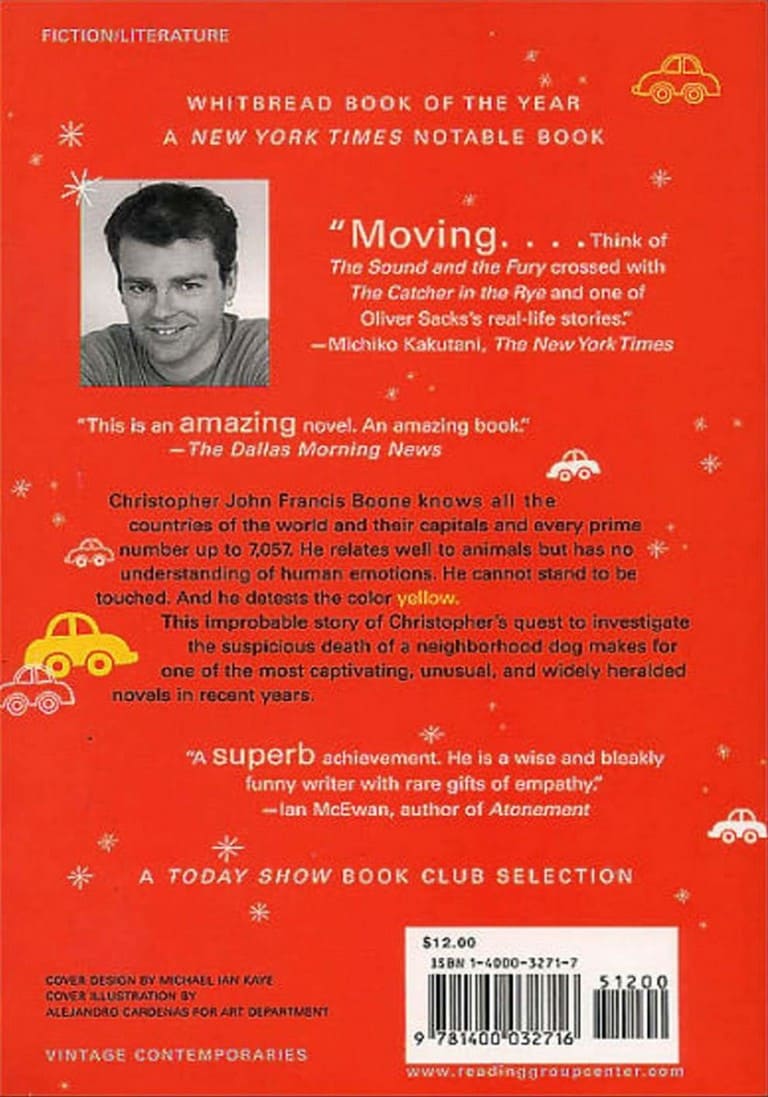 FICTION/LITERATURE
WHITBREAD BOOK OF THE YEAR
A NEW YORK TIMES NOTABLE BOOK
“Moving. . . . Think of
The Sound and the Fury crossed with
The Catcher in the Rye and one of
Oliver Sacks's real-life stories.”
—Michiko Kakutani, The New York Times
“This is an amazing novel. An amazing book.”
—The Dallas Morning News
Christopher John Francis Boone knows all the
countries of the world and their capitals and every prime
number up to 7,057. He relates well to animals but has no
understanding of human emotions. He cannot stand to be
touched. And he detests the color yellow.
This improbable story of Christopher's quest to investigate
the suspicious death of a neighborhood dog makes for
one of the most captivating, unusual, and widely heralded
novels in recent years.
“A superb achievement. He is a wise and bleakly
funny writer with rare gifts of empathy.”
—Ian McEwan, author of Atonement
A TODAY SHOW BOOK CLUB SELECTION
$12.00
ISBN 1-4000-3271-7
51200
9 781400 032716
COVER DESIGN BY MICHAEL IAN KAYE
COVER ILLUSTRATION BY
ALEJANDRO CARDENAS FOR ART DEPARTMENT
VINTAGE CONTEMPORARIES
www.readinggroupcenter.com